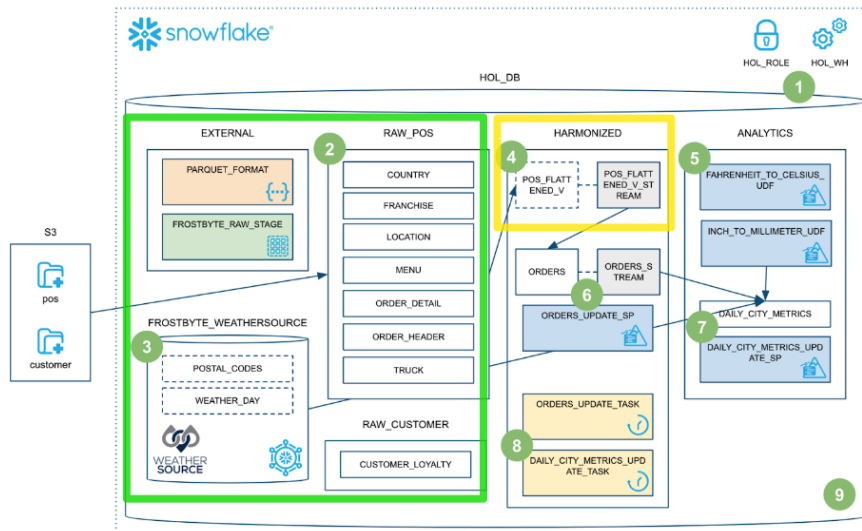 snowflake®
HOL_ROLE
HOL_WH
1
HOL_DB
EXTERNAL
PARQUET_FORMAT
{···}
FROSTBYTE_RAW_STAGE
S3
pos
customer
2
RAW_POS
COUNTRY
FRANCHISE
LOCATION
MENU
ORDER_DETAIL
ORDER_HEADER
TRUCK
FROSTBYTE_WEATHERSOURCE
3
POSTAL_CODES
WEATHER_DAY
WEATHER
SOURCE
RAW_CUSTOMER
CUSTOMER_LOYALTY
HARMONIZED
4
POS_FLATT
ENED_V
POS_FLATT
ENED_V_ST
REAM
ORDERS
ORDERS_S
TREAM
6
ORDERS_UPDATE_SP
ORDERS_UPDATE_TASK
8
DAILY_CITY_METRICS_UPD
ATE_TASK
ANALYTICS
5
FAHRENHEIT_TO_CELSIUS_
UDF
INCH_TO_MILLIMETER_UDF
DAILY_CITY_METRICS
7
DAILY_CITY_METRICS_UPD
ATE_SP
9